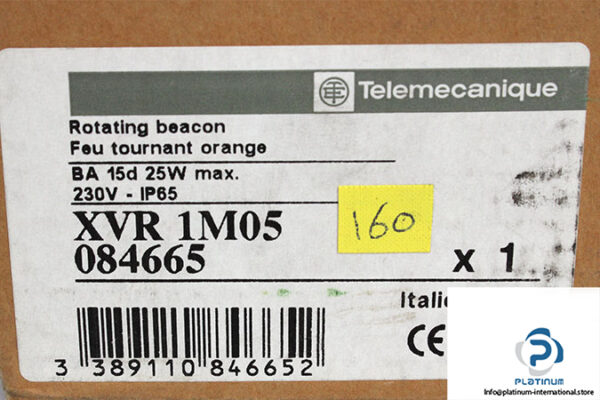 Telemecanique
Rotating beacon
Feu tournant orange
BA 15d 25W max.
230V - IP65
XVR 1M05
084665
160
x 1
Italie
CE
3 389110 846652
PLATINUM
Info@platinum-international.store